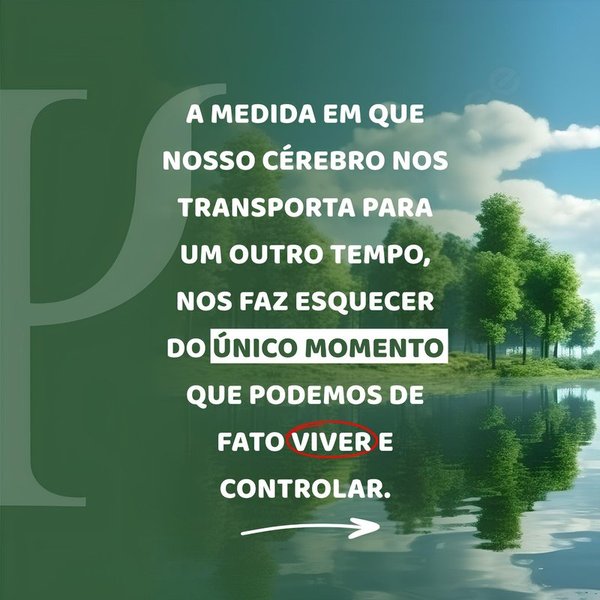 A MEDIDA EM QUE
NOSSO CÉREBRO NOS
TRANSPORTA PARA
UM OUTRO TEMPO,
NOS FAZ ESQUECER
DO ÚNICO MOMENTO
QUE PODEMOS DE
FATO VIVER E
CONTROLAR.